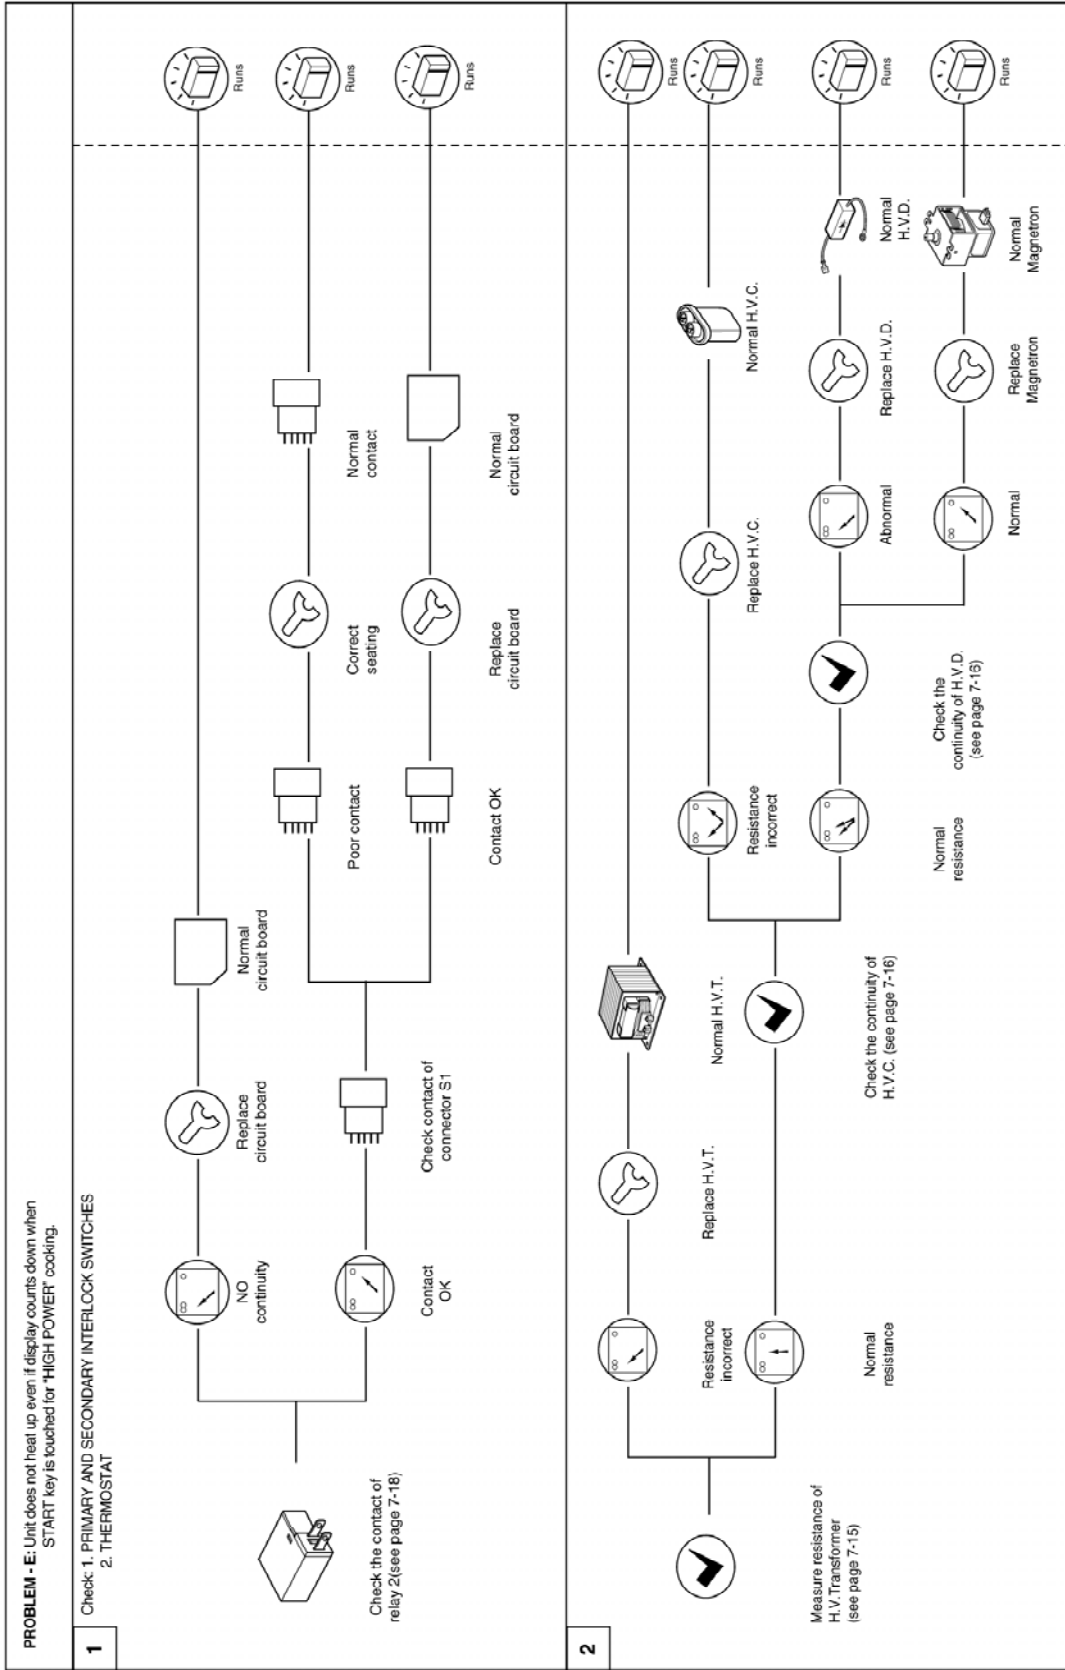 PROBLEM - E: Unit does not heat up even if display counts down when
START key is touched for "HIGH POWER" cooking.
1
Check: 1. PRIMARY AND SECONDARY INTERLOCK SWITCHES
2. THERMOSTAT
Check the contact of
relay 2(see page 7-18)
NO
continuity
Replace
circuit board
Normal
circuit board
Runs
Contact
OK
Check contact of
connector S1
Poor contact
Correct
seating
Normal
contact
Runs
Contact OK
Replace
circuit board
Normal
circuit board
Runs
2
Measure resistance of
H.V.Transformer
(see page 7-15)
Resistance
incorrect
Replace H.V.T.
Normal H.V.T.
Runs
Normal
resistance
Check the continuity of
H.V.C. (see page 7-16)
Resistance
incorrect
Replace H.V.C.
Normal H.V.C.
Runs
Normal
resistance
Check the
continuity of H.V.D.
(see page 7-16)
Abnormal
Replace H.V.D.
Normal
H.V.D.
Runs
Normal
Replace
Magnetron
Normal
Magnetron
Runs